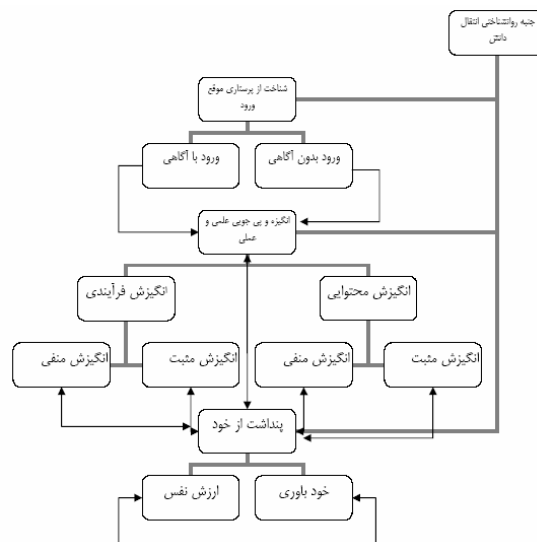 جنبه روانشناختی انتقال
دانش
شناخت از پرستاری موقع
ورود
ورود بدون آگاهی
ورود با آگاهی
انگیزه و پی جویی علمی و
عملی
انگیزش محتوایی
انگیزش فرآیندی
انگیزش مثبت
انگیزش منفی
انگیزش مثبت
انگیزش منفی
پنداشت از خود
خود باوری
ارزش نفس